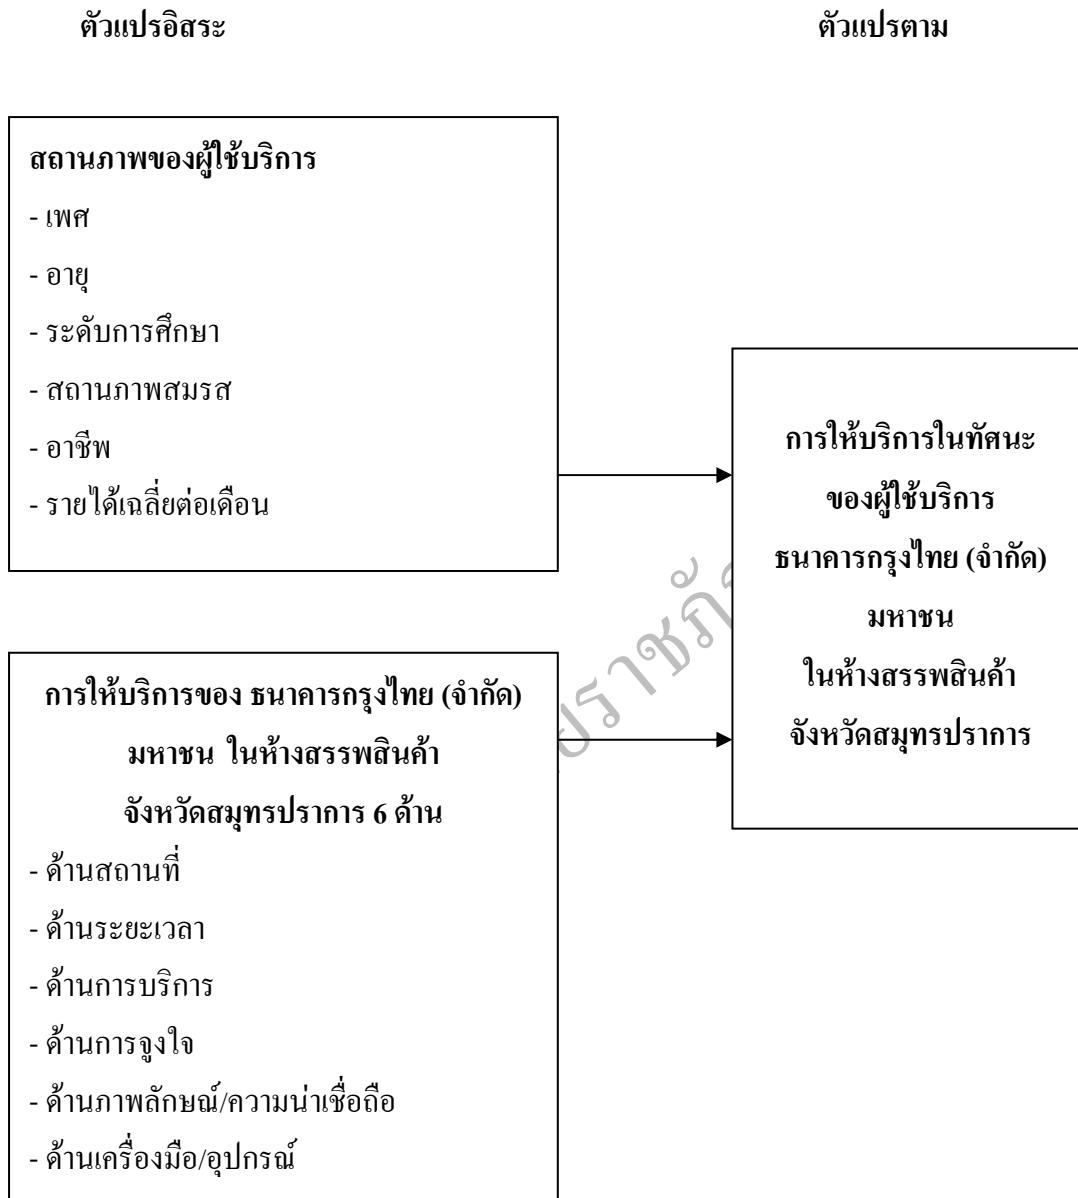 ตัวแปรอิสระ
ตัวแปรตาม
สถานภาพของผู้ใช้บริการ
- เพศ
- อายุ
- ระดับการศึกษา
- สถานภาพสมรส
- อาชีพ
- รายได้เฉลี่ยต่อเดือน
การให้บริการของ ธนาคารกรุงไทย (จำกัด)
มหาชน ในห้างสรรพสินค้า
จังหวัดสมุทรปราการ 6 ด้าน
- ด้านสถานที่
- ด้านระยะเวลา
- ด้านการบริการ
- ด้านการจูงใจ
- ด้านภาพลักษณ์/ความน่าเชื่อถือ
- ด้านเครื่องมือ/อุปกรณ์
การให้บริการในทัศนะ
ของผู้ใช้บริการ
ธนาคารกรุงไทย (จำกัด)
มหาชน
ในห้างสรรพสินค้า
จังหวัดสมุทรปราการ